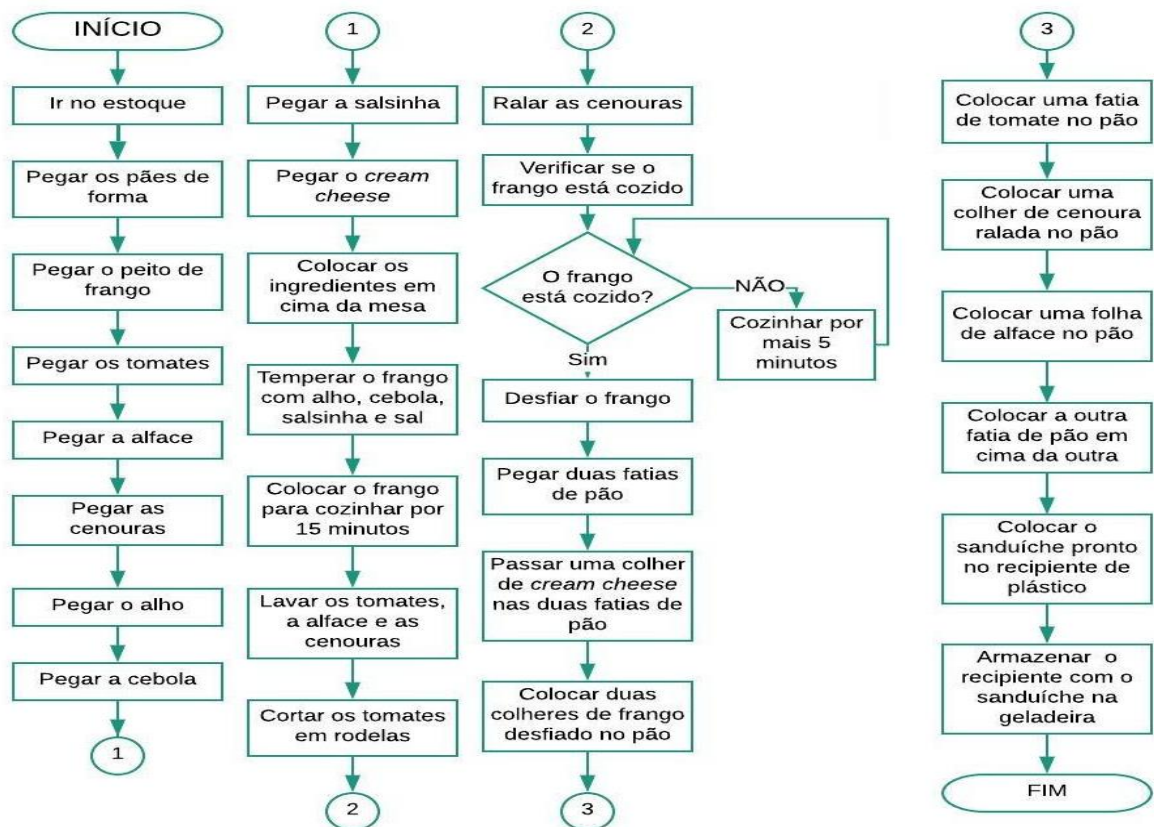 INÍCIO
Ir no estoque
Pegar os pães de
forma
Pegar o peito de
frango
Pegar os tomates
Pegar a alface
Pegar as
cenouras
Pegar o alho
Pegar a cebola
1
1
Pegar a salsinha
Pegar o cream
cheese
Colocar os
ingredientes em
cima da mesa
Temperar o frango
com alho, cebola,
salsinha e sal
Colocar o frango
para cozinhar por
15 minutos
Lavar os tomates,
a alface e as
cenouras
Cortar os tomates
em rodelas
2
2
Ralar as cenouras
Verificar se o
frango está cozido
O frango
está cozido?
NÃO
Cozinhar por
mais 5
minutos
Sim
Desfiar o frango
Pegar duas fatias
de pão
Passar uma colher
de cream cheese
nas duas fatias de
pão
Colocar duas
colheres de frango
desfiado no pão
3
3
Colocar uma fatia
de tomate no pão
Colocar uma
colher de cenoura
ralada no pão
Colocar uma folha
de alface no pão
Colocar a outra
fatia de pão em
cima da outra
Colocar o
sanduíche pronto
no recipiente de
plástico
Armazenar o
recipiente com o
sanduíche na
geladeira
FIM